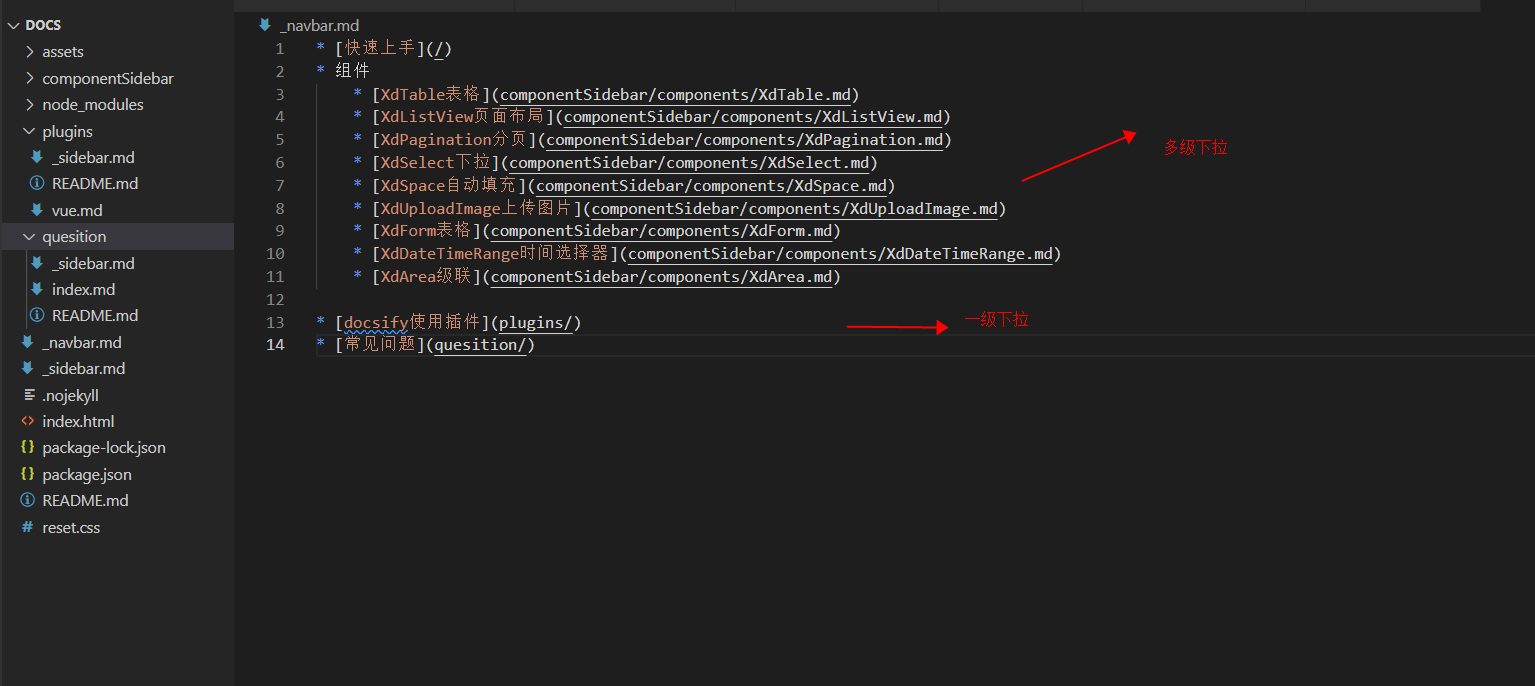 DOCS
assets
componentSidebar
node_modules
plugins
_sidebar.md
README.md
vue.md
quesition
_sidebar.md
index.md
README.md
_navbar.md
_sidebar.md
.nojekyll
index.html
package-lock.json
package.json
README.md
reset.css
_navbar.md
1 * [快速上手](/)
2 * 组件
3 * [XdTable表格](componentSidebar/components/XdTable.md)
4 * [XdListView页面布局](componentSidebar/components/XdListView.md)
5 * [XdPagination分页](componentSidebar/components/XdPagination.md)
6 * [XdSelect下拉](componentSidebar/components/XdSelect.md)
7 * [XdSpace自动填充](componentSidebar/components/XdSpace.md)
8 * [XdUploadImage上传图片](componentSidebar/components/XdUploadImage.md)
9 * [XdForm表格](componentSidebar/components/XdForm.md)
10 * [XdDateTimeRange时间选择器](componentSidebar/components/XdDateTimeRange.md)
11 * [XdArea级联](componentSidebar/components/XdArea.md)
12
13 * [docsify使用插件](plugins/)
14 * [常见问题](quesition/)
多级下拉
一级下拉